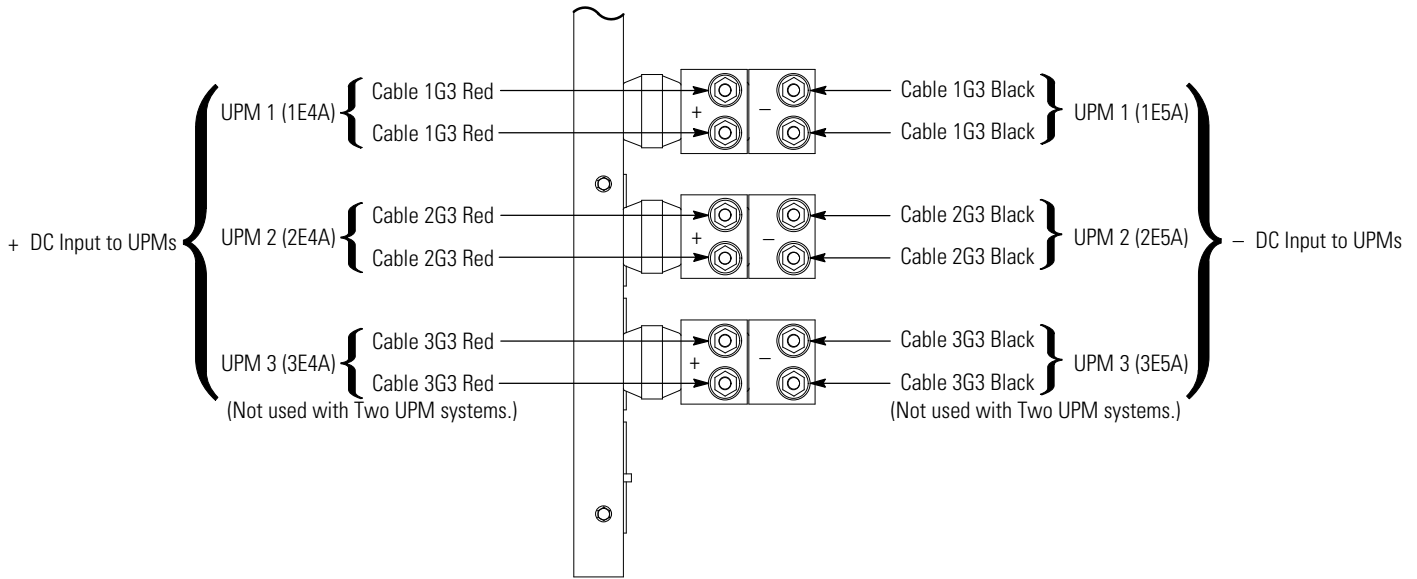 + DC Input to UPMs
UPM 1 (1E4A)
Cable 1G3 Red
Cable 1G3 Red
UPM 2 (2E4A)
Cable 2G3 Red
Cable 2G3 Red
UPM 3 (3E4A)
Cable 3G3 Red
Cable 3G3 Red
(Not used with Two UPM systems.)
+ –
+ –
+ –
Cable 1G3 Black
Cable 1G3 Black
UPM 1 (1E5A)
Cable 2G3 Black
Cable 2G3 Black
UPM 2 (2E5A)
Cable 3G3 Black
Cable 3G3 Black
UPM 3 (3E5A)
(Not used with Two UPM systems.)
– DC Input to UPMs